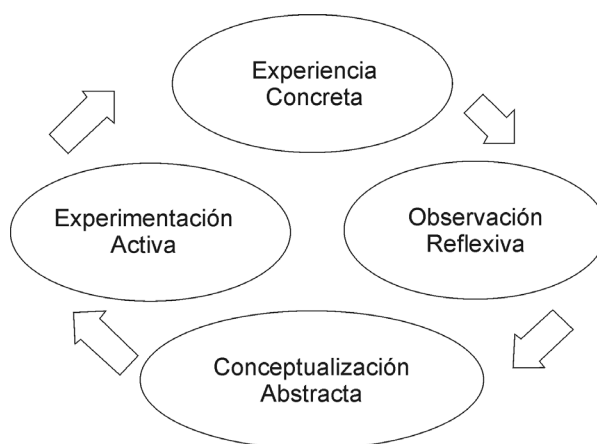 Experiencia
Concreta
Observación
Reflexiva
Conceptualización
Abstracta
Experimentación
Activa